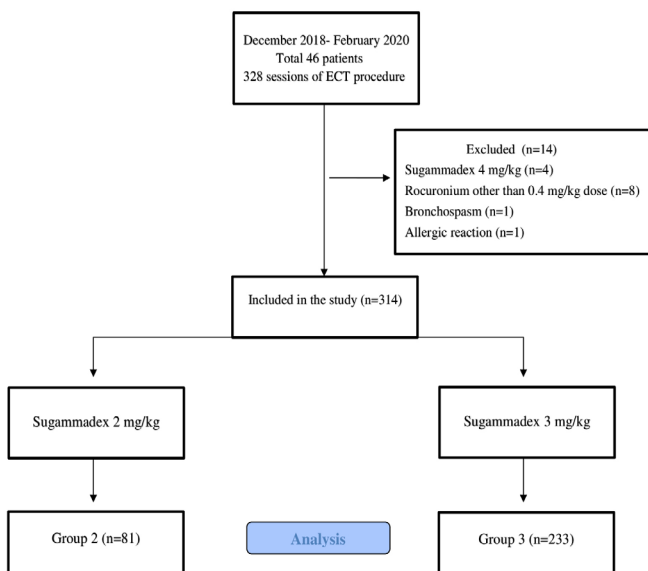 December 2018- February 2020
Total 46 patients
328 sessions of ECT procedure
Excluded (n=14)
Sugammadex 4 mg/kg (n=4)
Rocuronium other than 0.4 mg/kg dose (n=8)
Bronchospasm (n=1)
Allergic reaction (n=1)
Included in the study (n=314)
Sugammadex 2 mg/kg
Sugammadex 3 mg/kg
Group 2 (n=81)
Analysis
Group 3 (n=233)